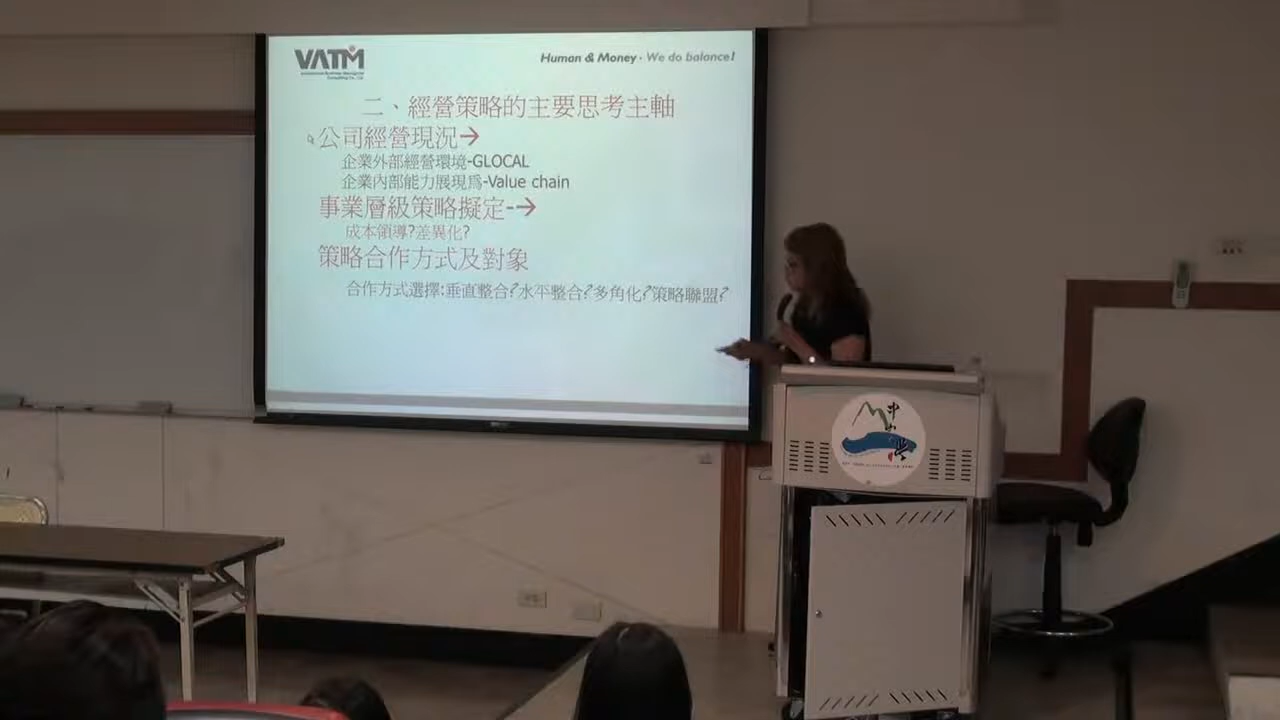 VATM
Human & Money · We do balance!
二、經營策略的主要思考主軸
公司經營現況→
企業外部經營環境-GLOCAL
企業內部能力展現為-Value chain
事業層級策略擬定-→
成本領導?差異化?
策略合作方式及對象
合作方式選擇:垂直整合?水平整合?多角化?策略聯盟?